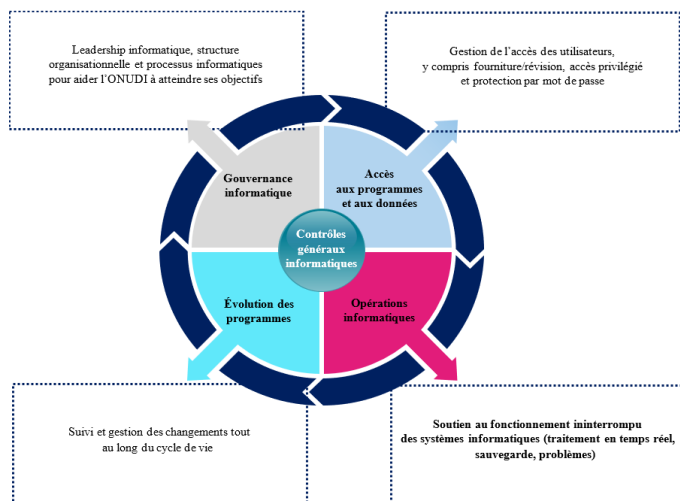 Leadership informatique, structure
organisationnelle et processus informatiques
pour aider l'ONUDI à atteindre ses objectifs
Gestion de l'accès des utilisateurs,
y compris fourniture/révision, accès privilégié
et protection par mot de passe
Gouvernance
informatique
Accès
aux programmes
et aux données
Contrôles
généraux
informatiques
Évolution des
programmes
Opérations
informatiques
Suivi et gestion des changements tout
au long du cycle de vie
Soutien au fonctionnement ininterrompu
des systèmes informatiques (traitement en temps réel,
sauvegarde, problèmes)